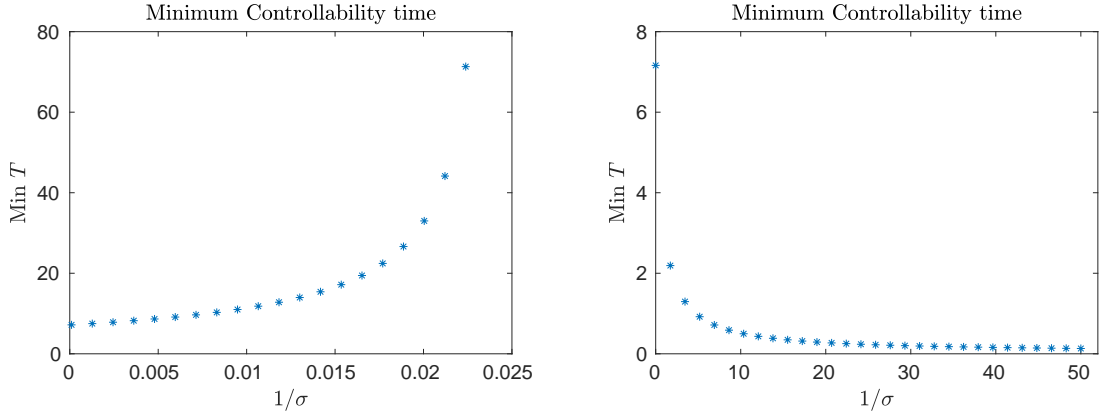 Minimum Controllability time
80
60
40
20
0
Min T
0 0.005 0.01 0.015 0.02 0.025
1/σ
Minimum Controllability time
8
6
4
2
0
Min T
0 10 20 30 40 50
1/σ